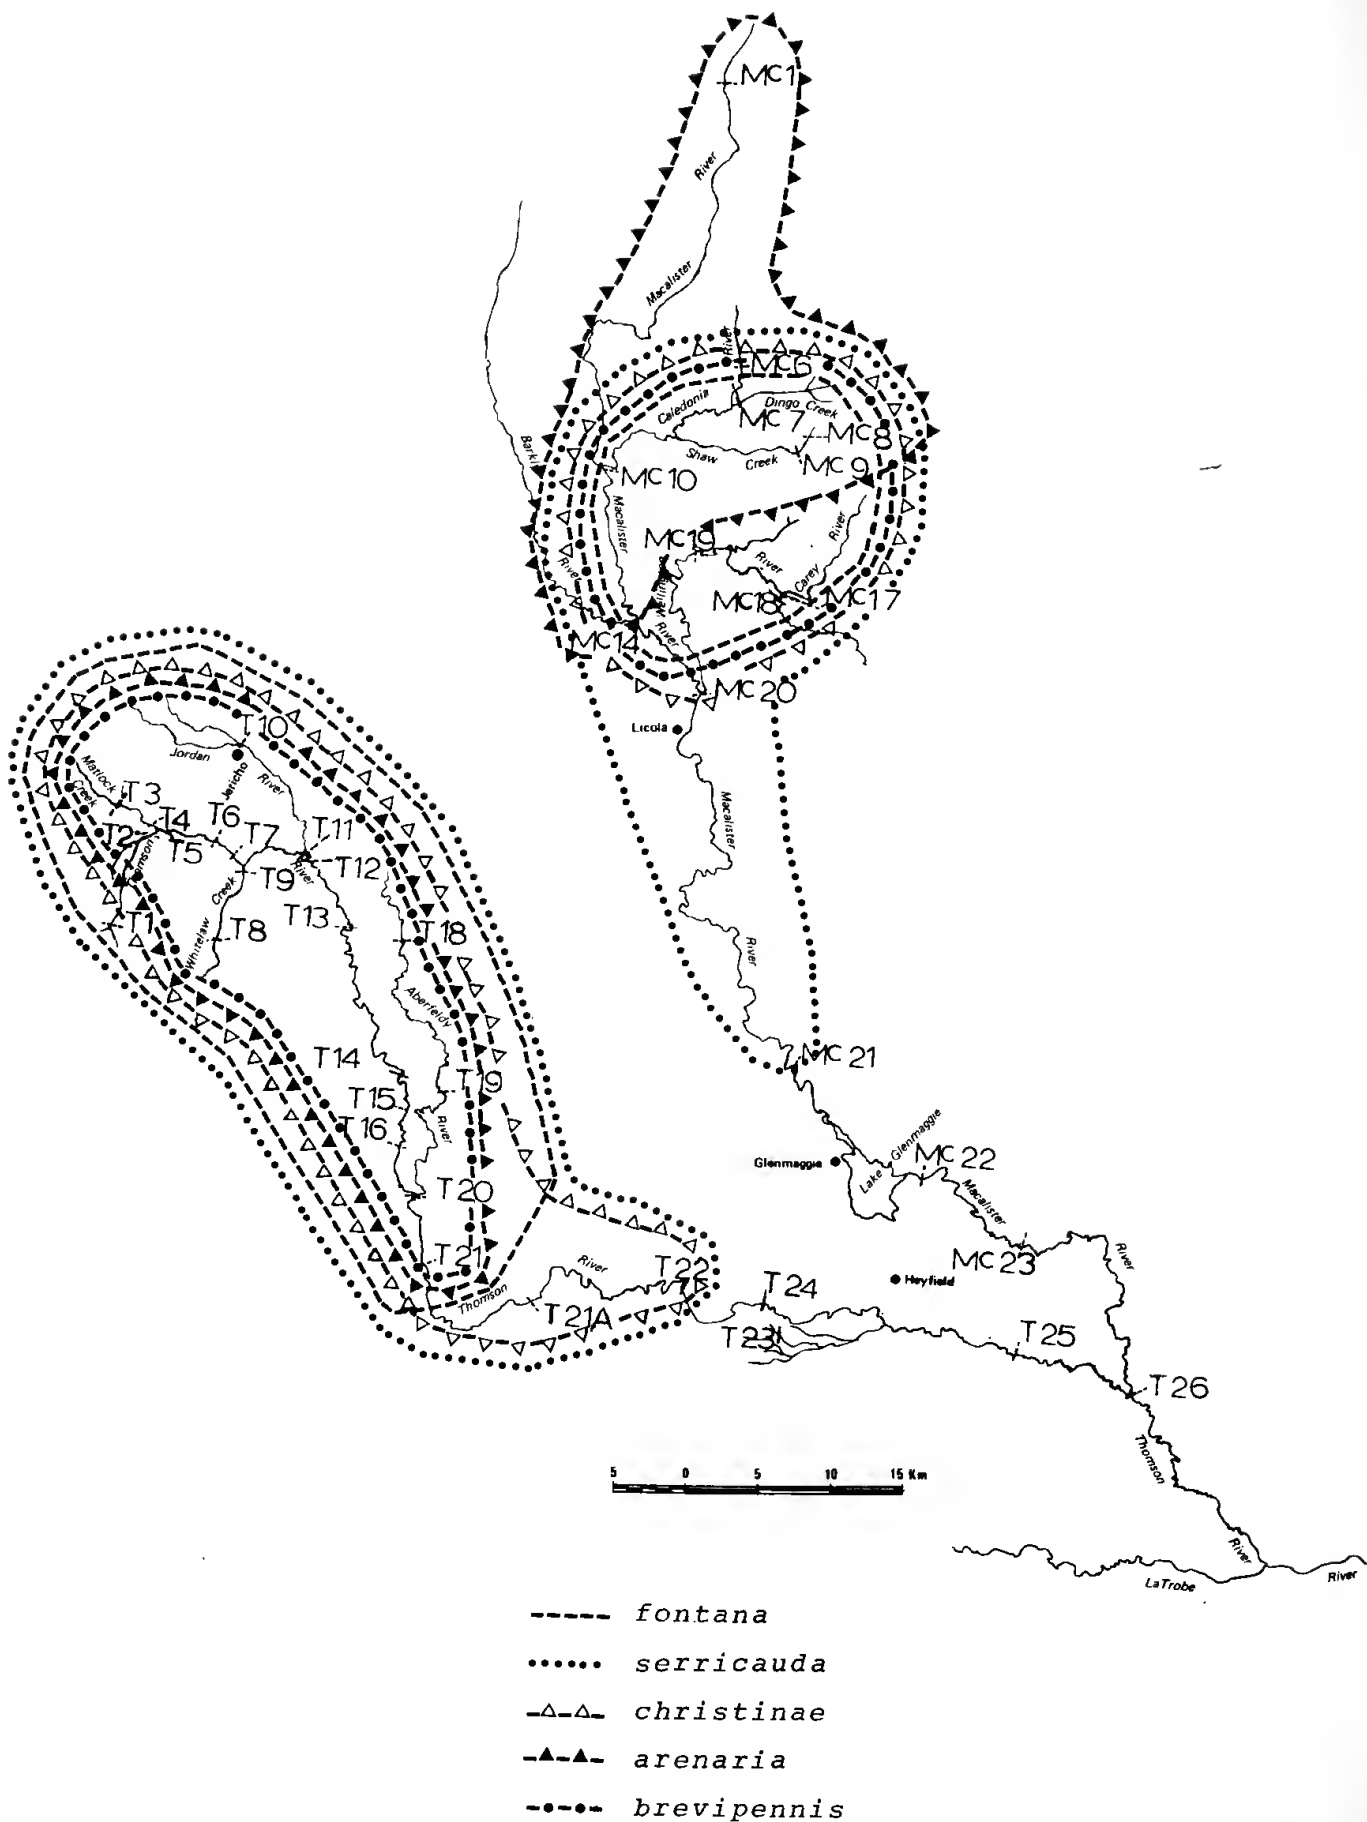 MC1
River
Macalister
River
MC6
Caledonia
Dingo Creek
MC7
MC8
Shaw Creek
MC9
MC10
Macalister
River
MC19
River
Carey
River
MC18
MC17
River
MC14
MC20
Licola
Macalister
River
MC21
Glenmaggie
Lake Glenmaggie
MC22
Macalister
MC23
River
Heyfield
T10
Jordan
River
Jericho
Matlock
Creek
T3
T2
T4
T5
T6
T7
T11
T12
River
T9
T1
Whitelaw Creek
T8
T13
T18
Aberfeldy
River
T14
T15
T16
T19
T20
T21
Thomson
River
T21A
T22
T23
T24
T25
T26
Thomson
River
LaTrobe
River
5 0 5 10 15 Km
fontana
serricauda
christinae
arenaria
brevipennis